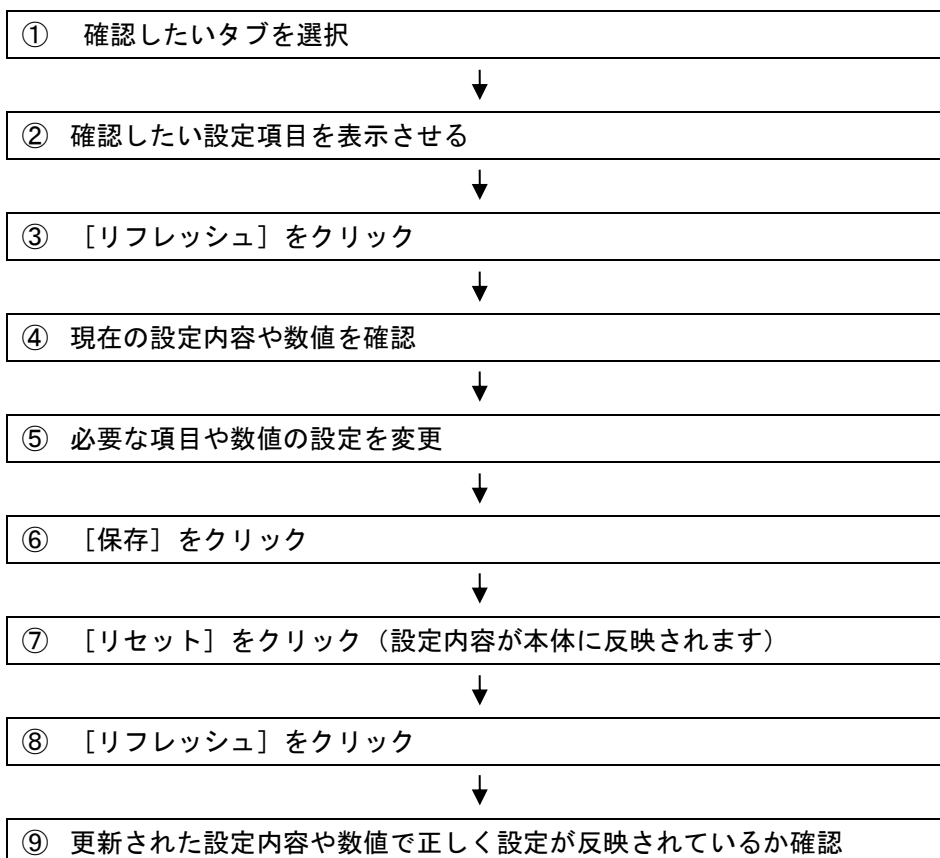 ① 確認したいタブを選択
② 確認したい設定項目を表示させる
③ ［リフレッシュ］をクリック
④ 現在の設定内容や数値を確認
⑤ 必要な項目や数値の設定を変更
⑥ ［保存］をクリック
⑦ ［リセット］をクリック（設定内容が本体に反映されます）
⑧ ［リフレッシュ］をクリック
⑨ 更新された設定内容や数値で正しく設定が反映されているか確認